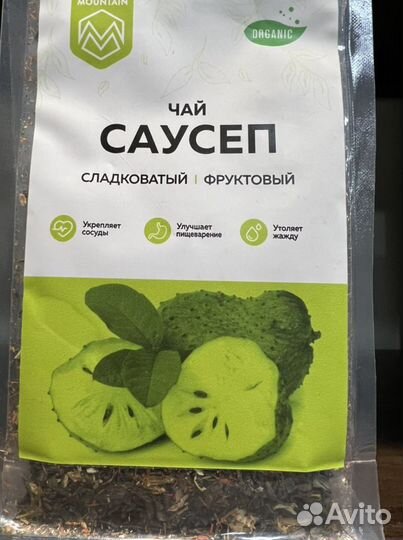 MOUNTAIN
ORGANIC
ЧАЙ
САУСЕП
СЛАДКОВАТЫЙ | ФРУКТОВЫЙ
Укрепляет
сосуды
Улучшает
пищеварение
Утоляет
жажду
Avito